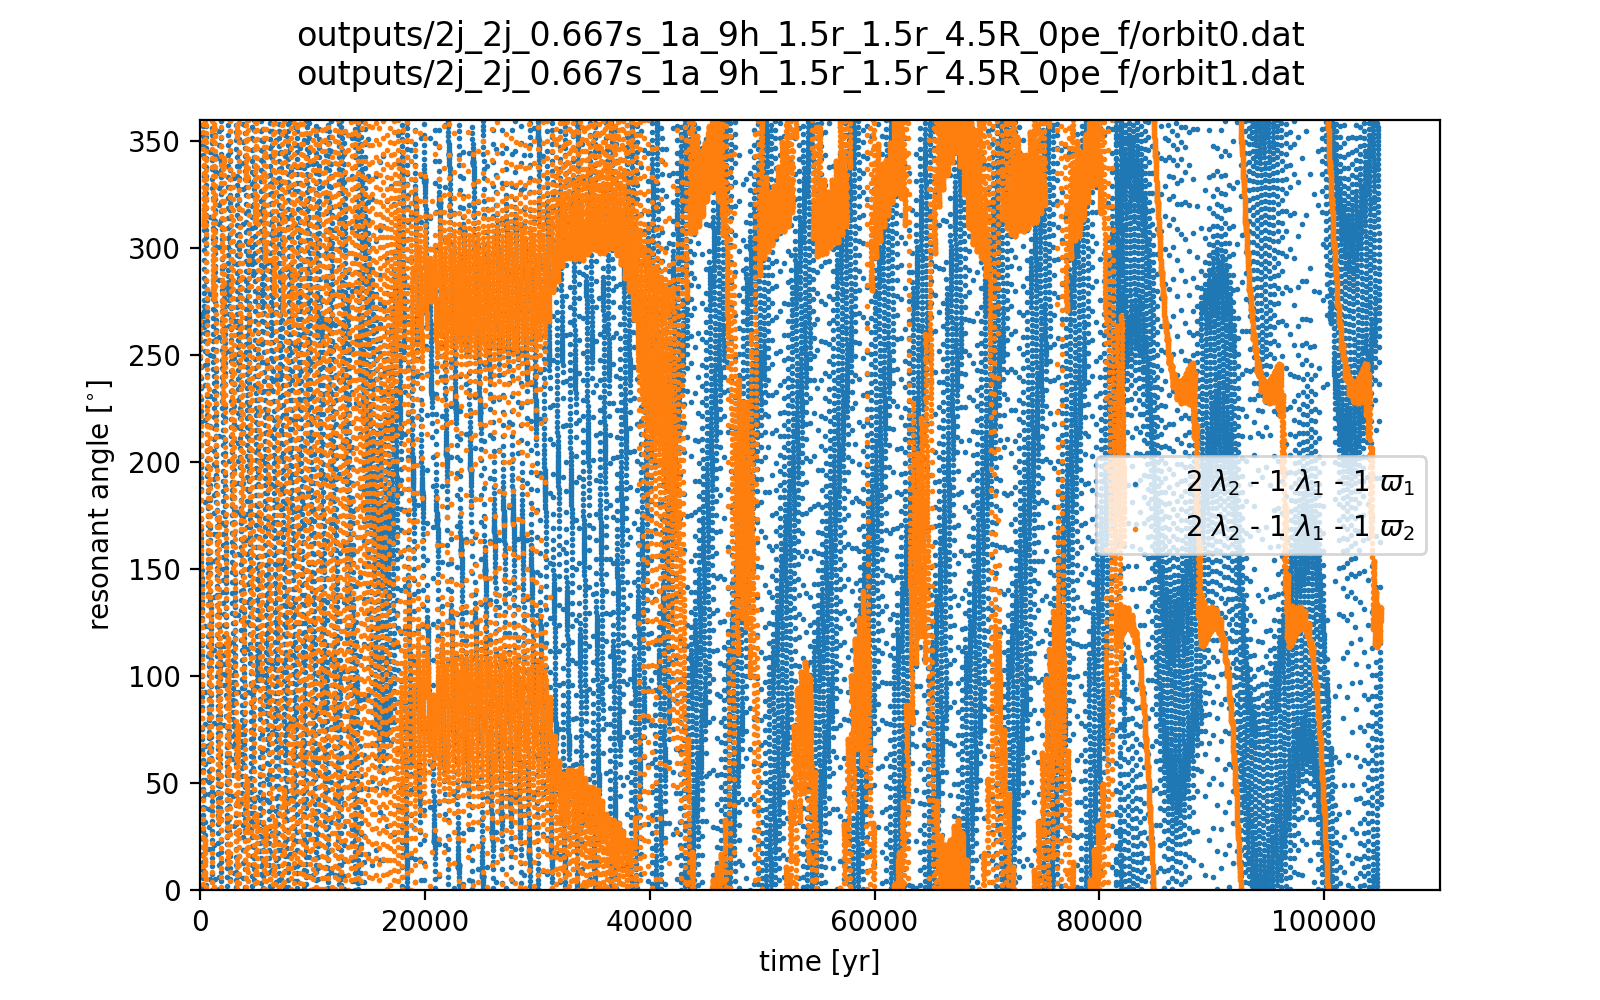 outputs/2j_2j_0.667s_1a_9h_1.5r_1.5r_4.5R_0pe_f/orbit0.dat
outputs/2j_2j_0.667s_1a_9h_1.5r_1.5r_4.5R_0pe_f/orbit1.dat
350
300
250
200
150
100
50
0
resonant angle [°]
2 λ₂ - 1 λ₁ - 1 ϖ₁
2 λ₂ - 1 λ₁ - 1 ϖ₂
0 20000 40000 60000 80000 100000
time [yr]